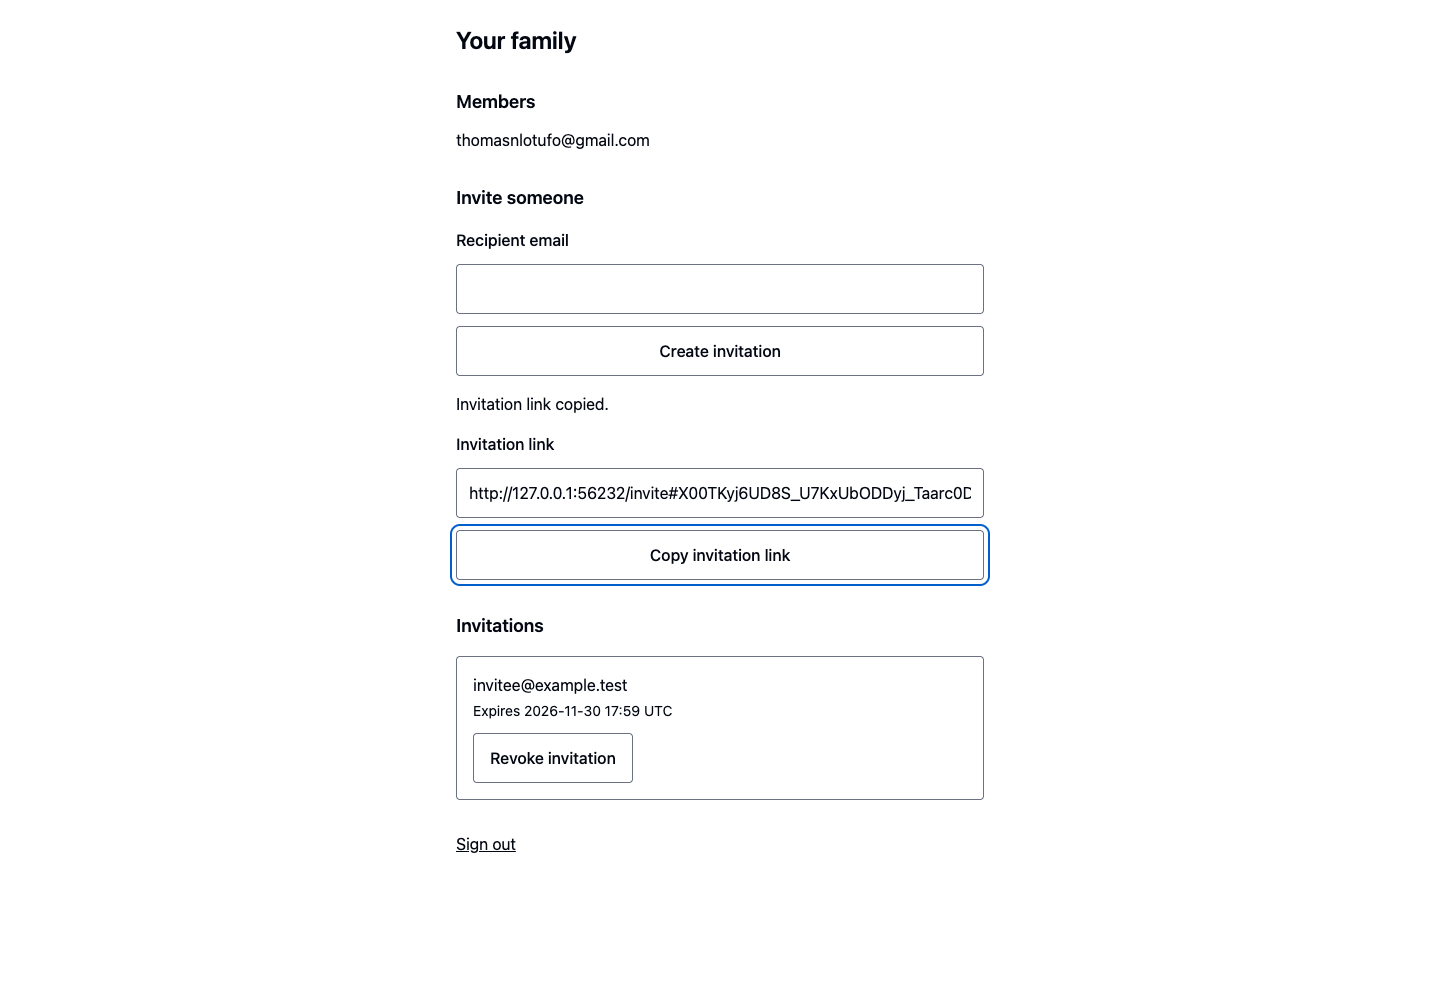 Your family
Members
thomasnlotufo@gmail.com
Invite someone
Recipient email
Create invitation
Invitation link copied.
Invitation link
http://127.0.0.1:56232/invite#X00TKyj6UD8S_U7KxUbODDyj_Taarc0D
Copy invitation link
Invitations
invitee@example.test
Expires 2026-11-30 17:59 UTC
Revoke invitation
Sign out